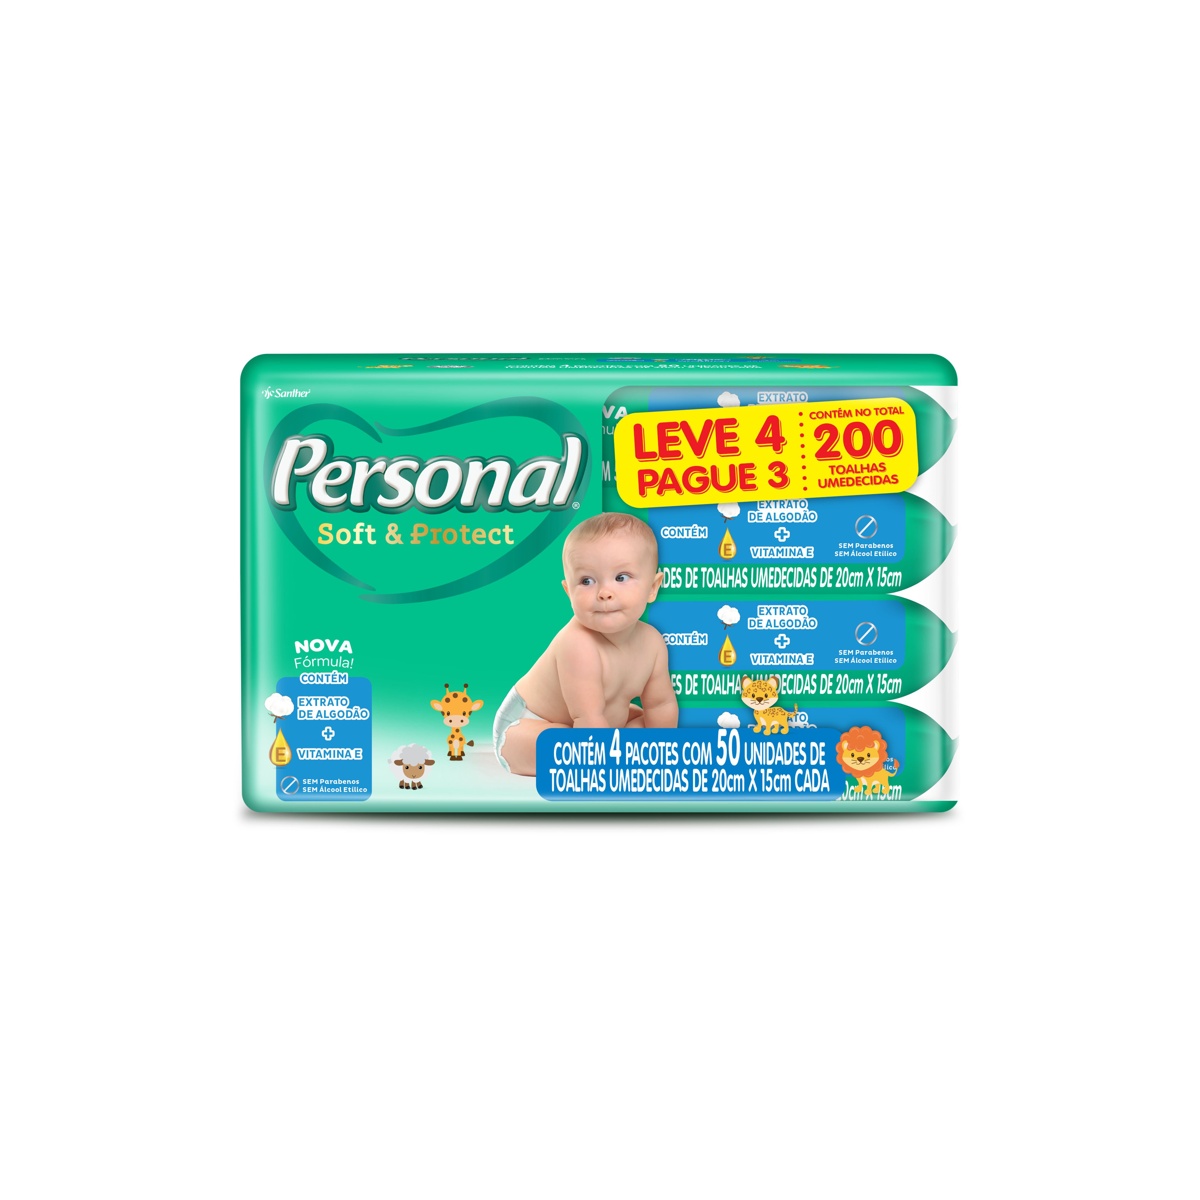 Santher
Personal®
Soft & Protect
LEVE 4
PAGUE 3
CONTÉM NO TOTAL
200
TOALHAS
UMEDECIDAS
EXTRATO
CONTÉM
EXTRATO
DE ALGODÃO
+
VITAMINA E
E
SEM Parabenos
SEM Álcool Etílico
DES DE TOALHAS UMEDECIDAS DE 20cm X 15cm
CONTÉM
EXTRATO
DE ALGODÃO
+
VITAMINA E
E
SEM Parabenos
SEM Álcool Etílico
ES DE TOALHAS UMEDECIDAS DE 20cm X 15cm
NOVA
Fórmula!
CONTÉM
EXTRATO
DE ALGODÃO
+
E
VITAMINA E
SEM Parabenos
SEM Álcool Etílico
CONTÉM 4 PACOTES COM 50 UNIDADES DE
TOALHAS UMEDECIDAS DE 20cm X 15cm CADA